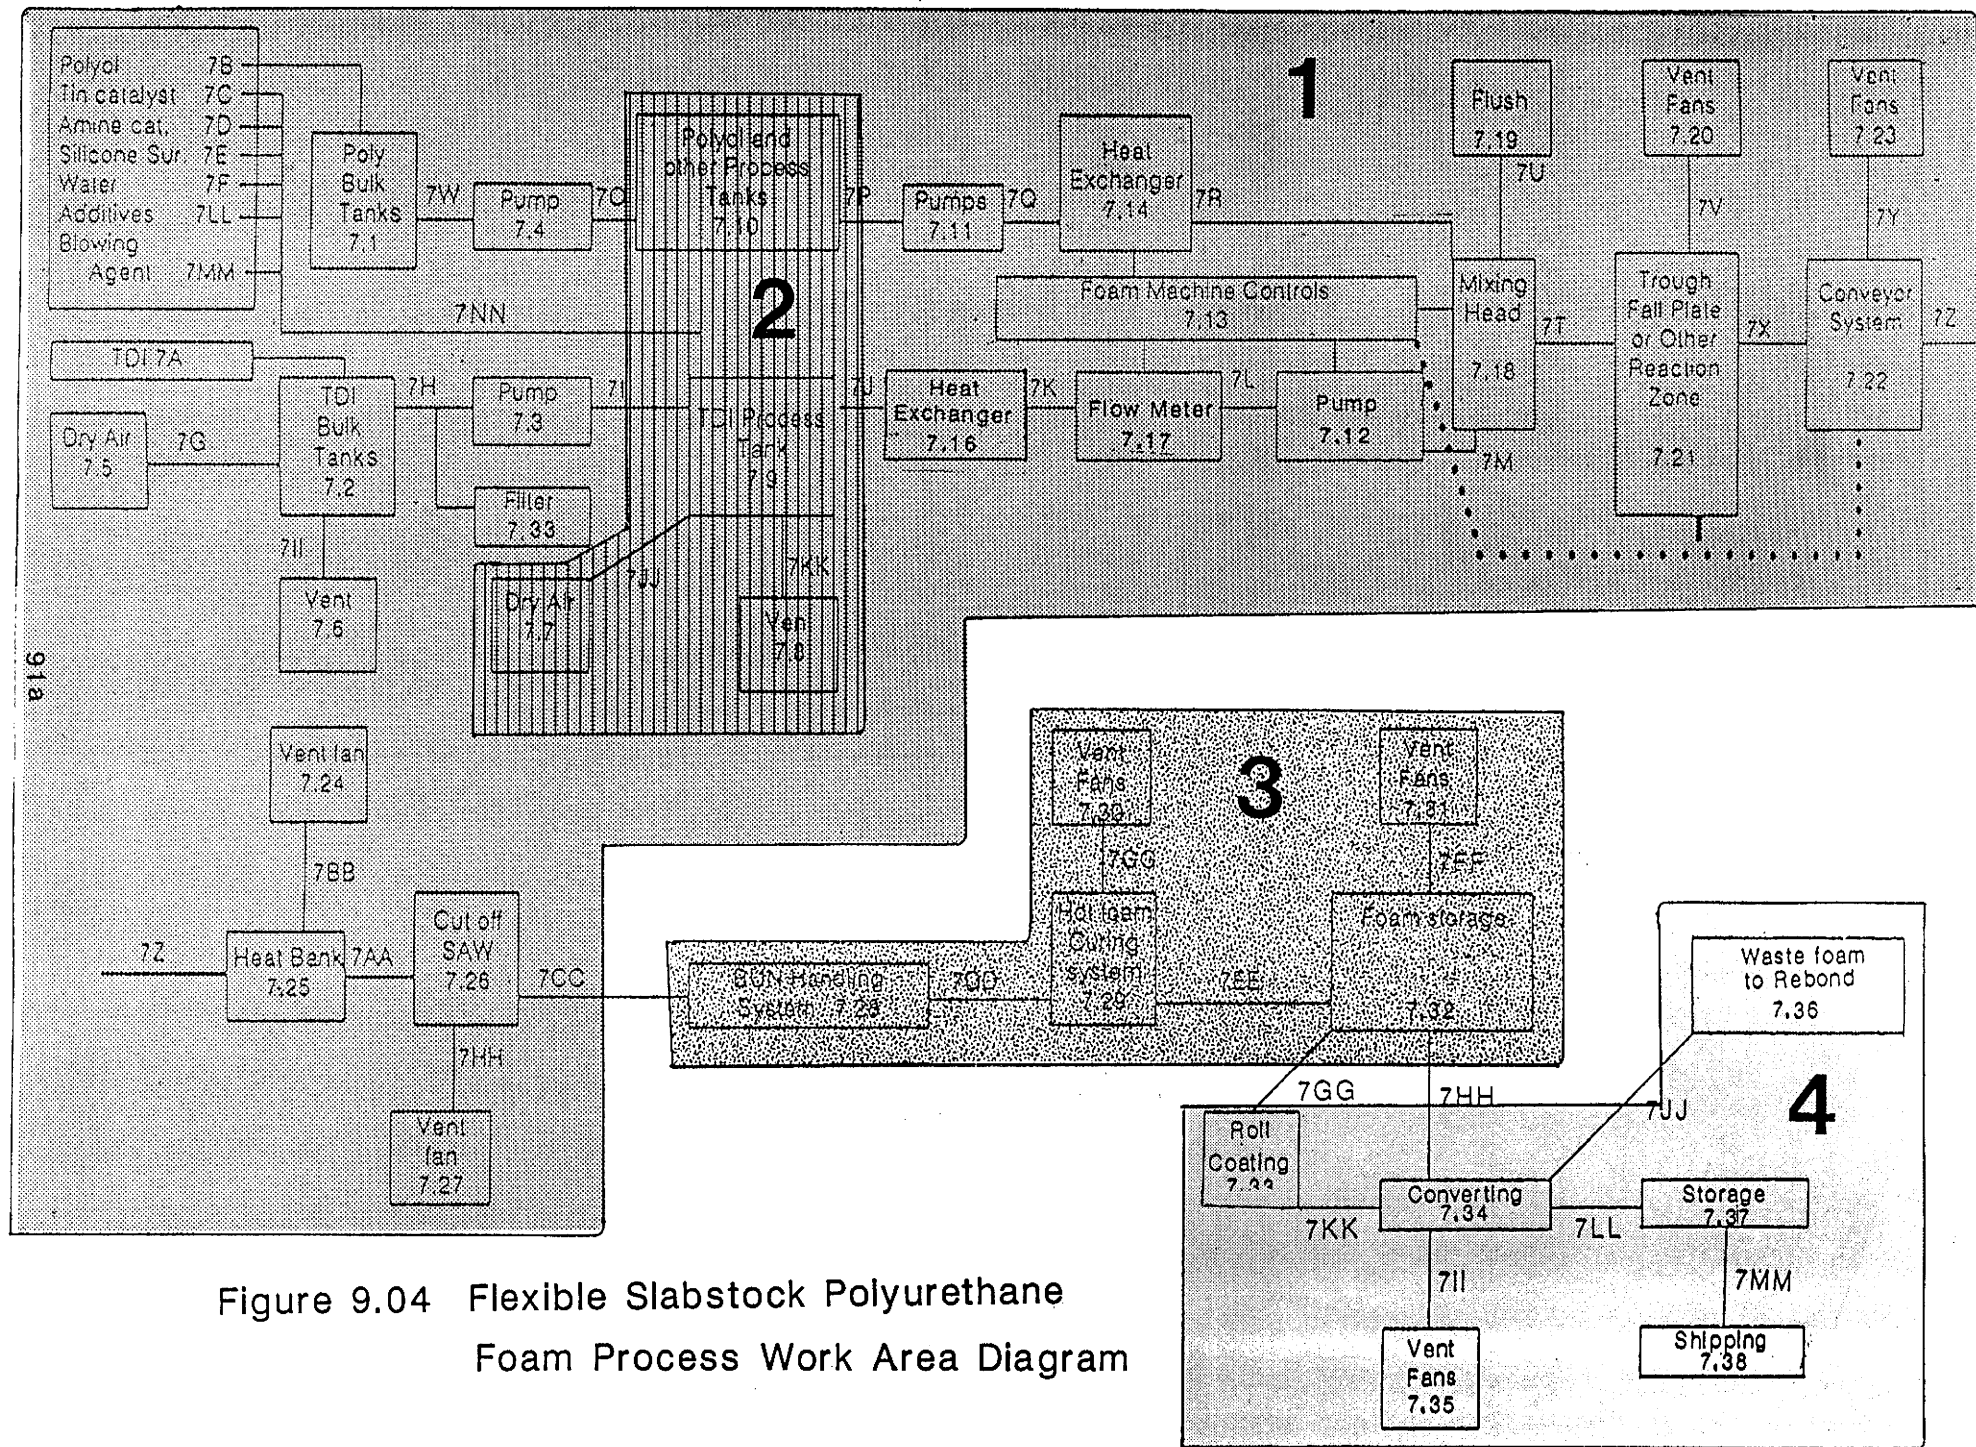 1
Polyol 7B
Tin catalyst 7C
Amine cat. 7D
Silicone Sur. 7E
Water 7F
Additives 7LL
Blowing
Agent 7MM
Poly
Bulk
Tanks
7.1
7W
Pump
7.4
7O
Polyol and
other Process
Tanks
7.10
7P
Pumps
7.11
7Q
Heat
Exchanger
7.14
7R
Flush
7.19
7U
Vent
Fans
7.20
7V
Vent
Fans
7.23
7Y
2
7NN
Foam Machine Controls
7.13
Mixing
Head
7.18
7T
Trough
Fall Plate
or Other
Reaction
Zone
7.21
7X
Conveyor
System
7.22
7Z
TDI 7A
TDI
Bulk
Tanks
7.2
7H
Pump
7.3
7I
TDI Process
Tank
7.9
7J
Heat
Exchanger
7.16
7K
Flow Meter
7.17
7L
Pump
7.12
7M
Dry Air
7.5
7G
Filter
7.33
7II
Vent
7.6
Dry Air
7.7
7JJ
7KK
Ven
7.8
91a
Vent fan
7.24
7BB
7Z
Heat Bank
7.25
7AA
Cut off
SAW
7.26
7CC
7HH
Vent
fan
7.27
3
Vent
Fans
7.30
7GG
Vent
Fans
7.31
7FF
BUN Handling
System 7.28
7DD
Hot foam
Curing
system
7.29
7EE
Foam storage
7.32
4
Waste foam
to Rebond
7.36
7GG
7HH
7JJ
Roll
Coating
7.33
7KK
Converting
7.34
7LL
Storage
7.37
7II
7MM
Vent
Fans
7.35
Shipping
7.38
Figure 9.04 Flexible Slabstock Polyurethane
Foam Process Work Area Diagram